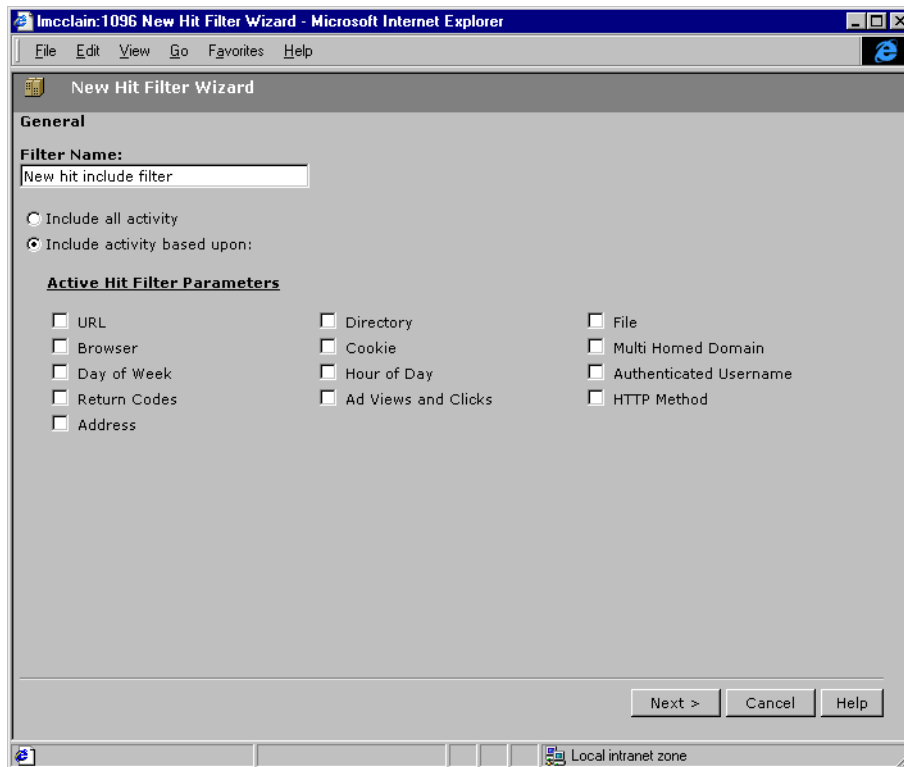 lmcclain:1096 New Hit Filter Wizard - Microsoft Internet Explorer
File Edit View Go Favorites Help
New Hit Filter Wizard
General
Filter Name:
New hit include filter
Include all activity
Include activity based upon:
Active Hit Filter Parameters
URL Directory File
Browser Cookie Multi Homed Domain
Day of Week Hour of Day Authenticated Username
Return Codes Ad Views and Clicks HTTP Method
Address
Next > Cancel Help
Local intranet zone